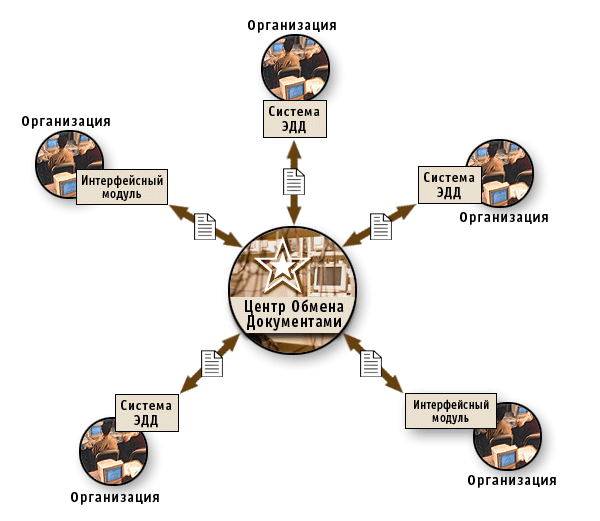 Организация
Система
ЭДД
Организация
Интерфейсный
модуль
Система
ЭДД
Организация
Центр Обмена
Документами
Система
ЭДД
Организация
Интерфейсный
модуль
Организация